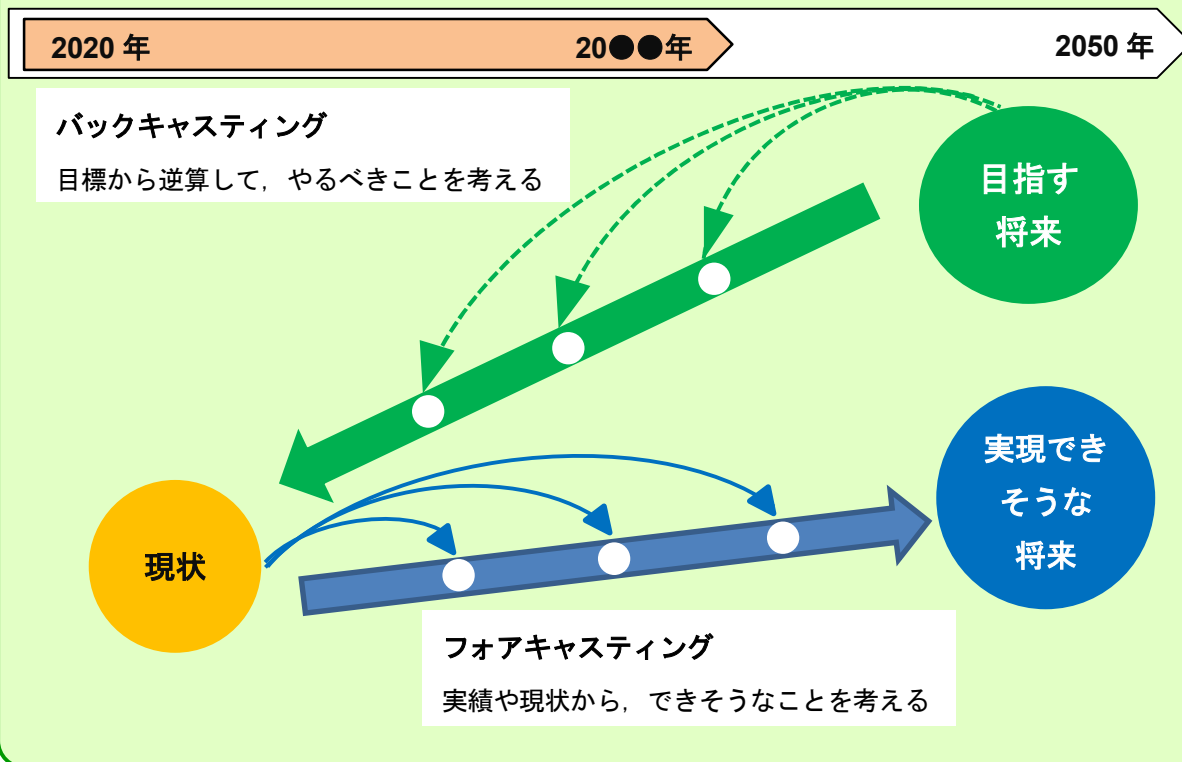 2020 年
20●●年
2050 年
バックキャスティング
目標から逆算して，やるべきことを考える
目指す
将来
実現でき
そうな
将来
現状
フォアキャスティング
実績や現状から，できそうなことを考える